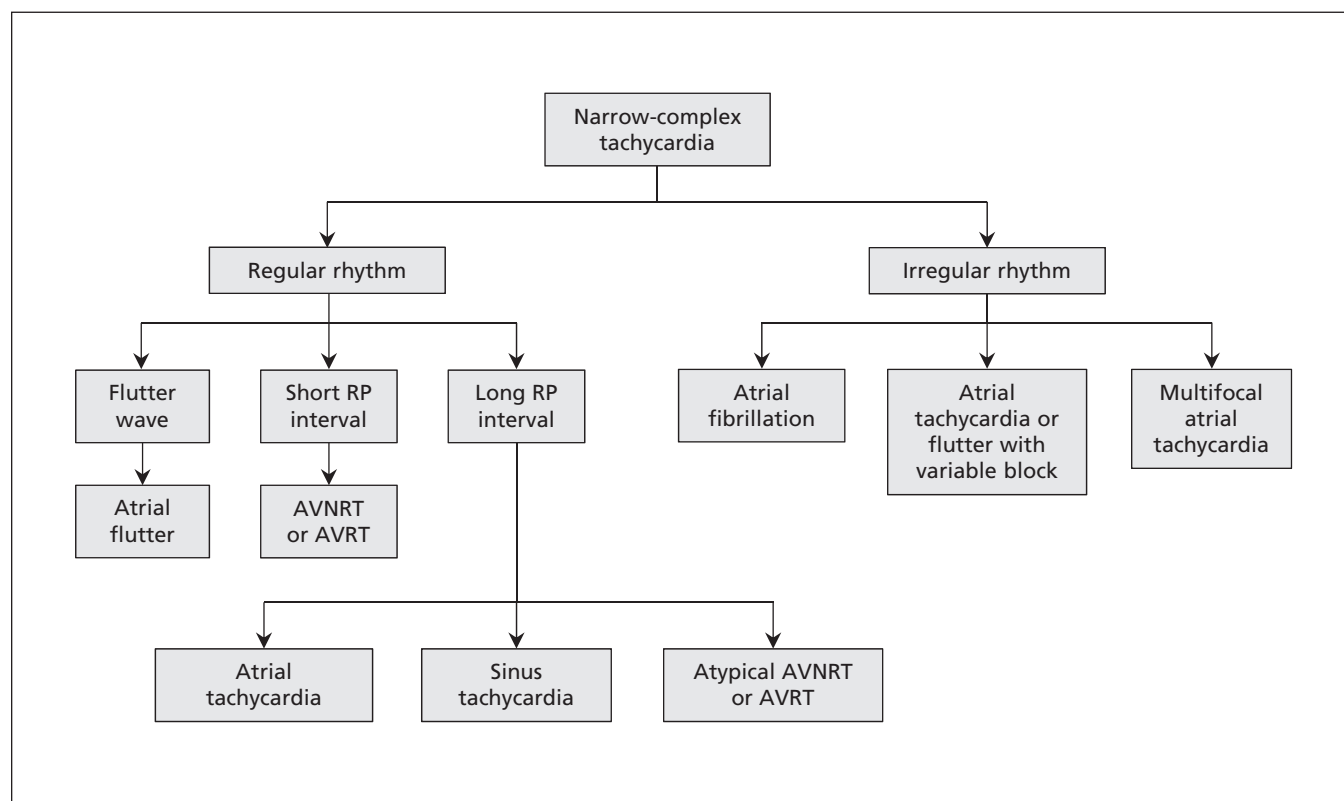 Narrow-complex
tachycardia
Regular rhythm
Irregular rhythm
Flutter
wave
Short RP
interval
Long RP
interval
Atrial
fibrillation
Atrial
tachycardia or
flutter with
variable block
Multifocal
atrial
tachycardia
Atrial
flutter
AVNRT
or AVRT
Atrial
tachycardia
Sinus
tachycardia
Atypical AVNRT
or AVRT